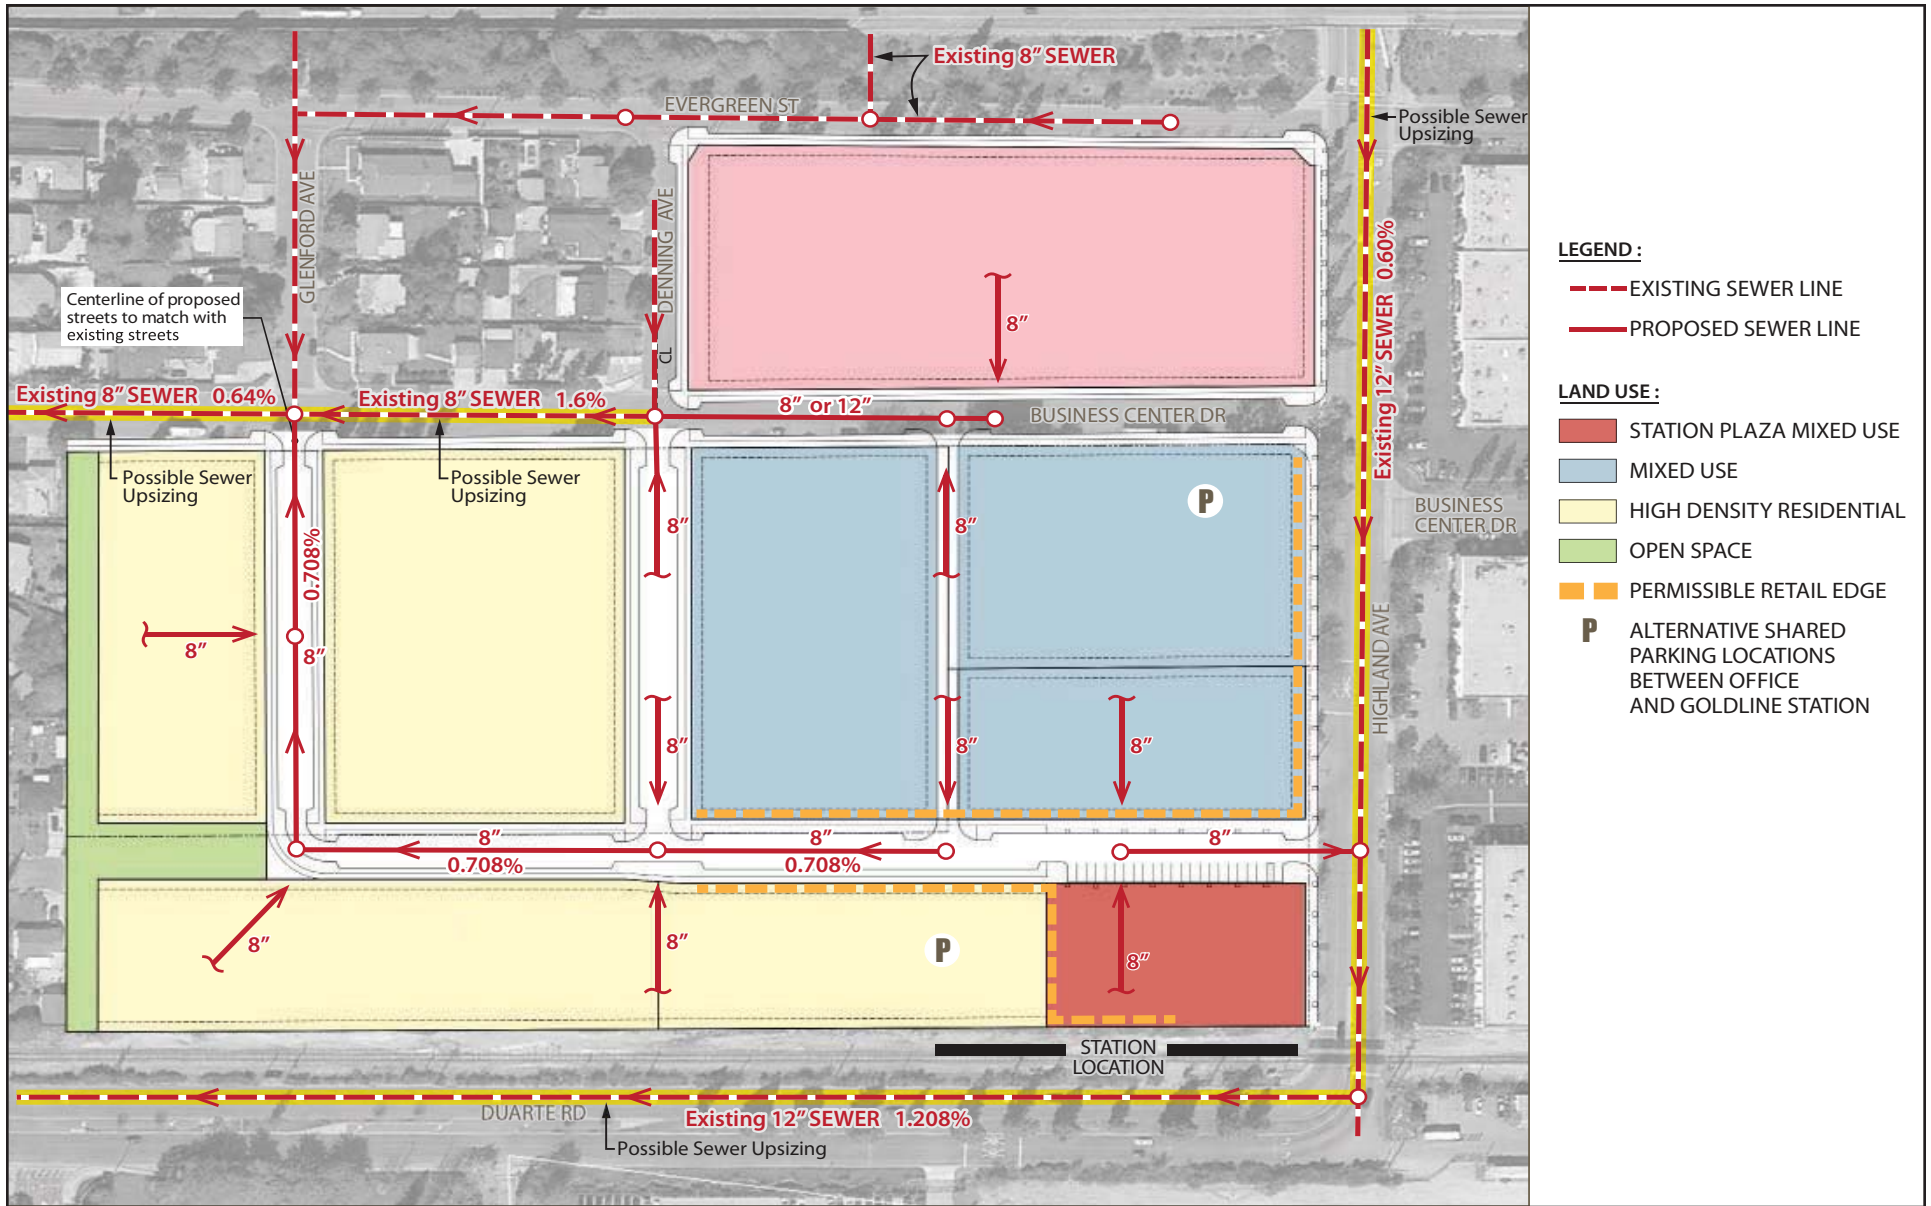 Existing 8" SEWER
EVERGREEN ST
Possible Sewer
Upsizing
GLENFORD AVE
DENNING AVE
CL
Centerline of proposed
streets to match with
existing streets
8"
Existing 12" SEWER 0.60%
Existing 8" SEWER 0.64%
Existing 8" SEWER 1.6%
8" or 12"
BUSINESS CENTER DR
Possible Sewer
Upsizing
Possible Sewer
Upsizing
P
BUSINESS
CENTER DR
8"
8"
0.708%
8"
8"
8"
8"
8"
HIGHLAND AVE
8"
8"
8"
0.708%
0.708%
8"
8"
P
8"
STATION
LOCATION
DUARTE RD
Existing 12" SEWER 1.208%
Possible Sewer Upsizing
LEGEND :
EXISTING SEWER LINE
PROPOSED SEWER LINE
LAND USE :
STATION PLAZA MIXED USE
MIXED USE
HIGH DENSITY RESIDENTIAL
OPEN SPACE
PERMISSIBLE RETAIL EDGE
P
ALTERNATIVE SHARED
PARKING LOCATIONS
BETWEEN OFFICE
AND GOLDLINE STATION